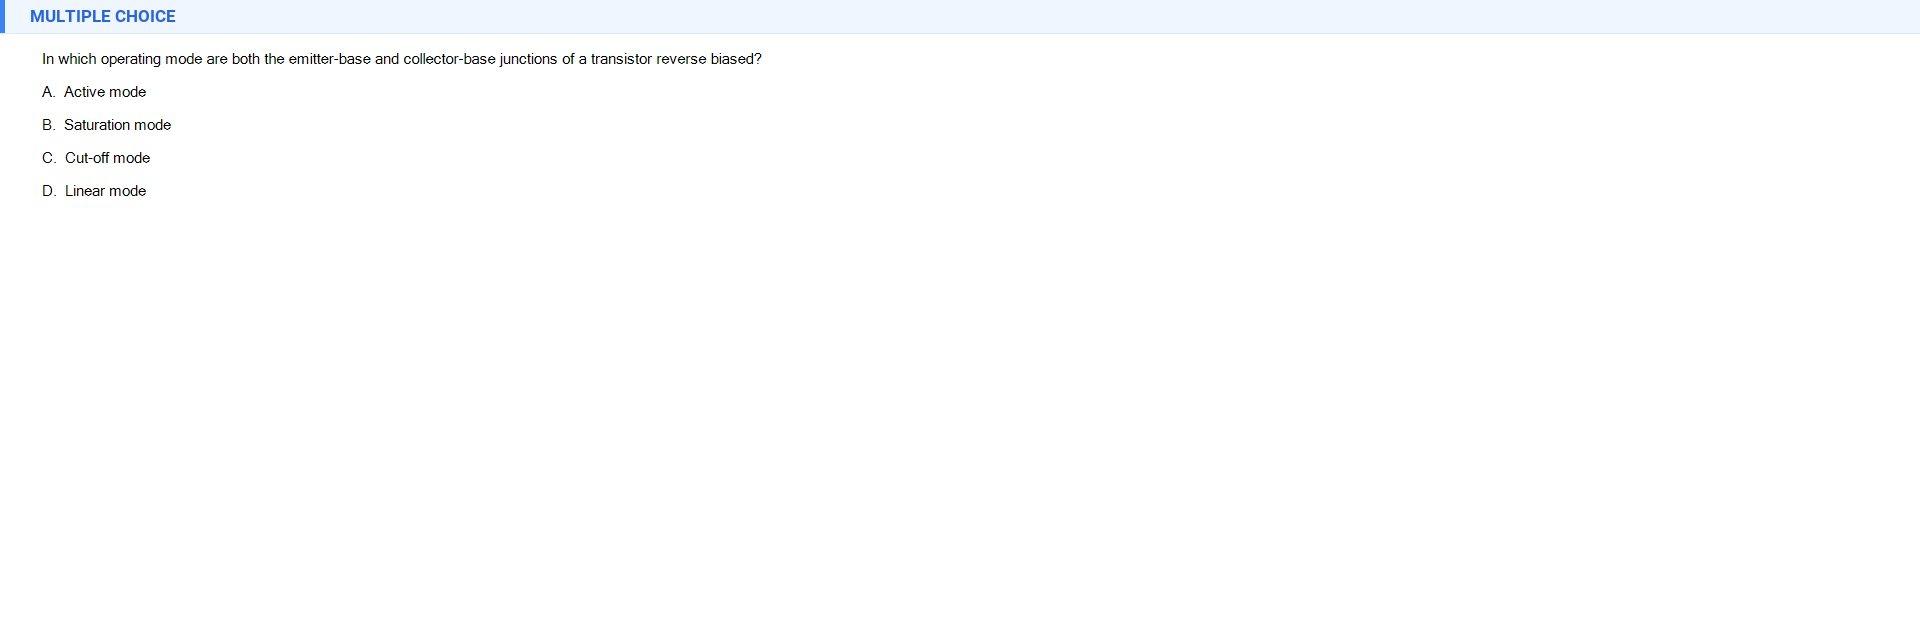 MULTIPLE CHOICE
In which operating mode are both the emitter-base and collector-base junctions of a transistor reverse biased?
A. Active mode
B. Saturation mode
C. Cut-off mode
D. Linear mode